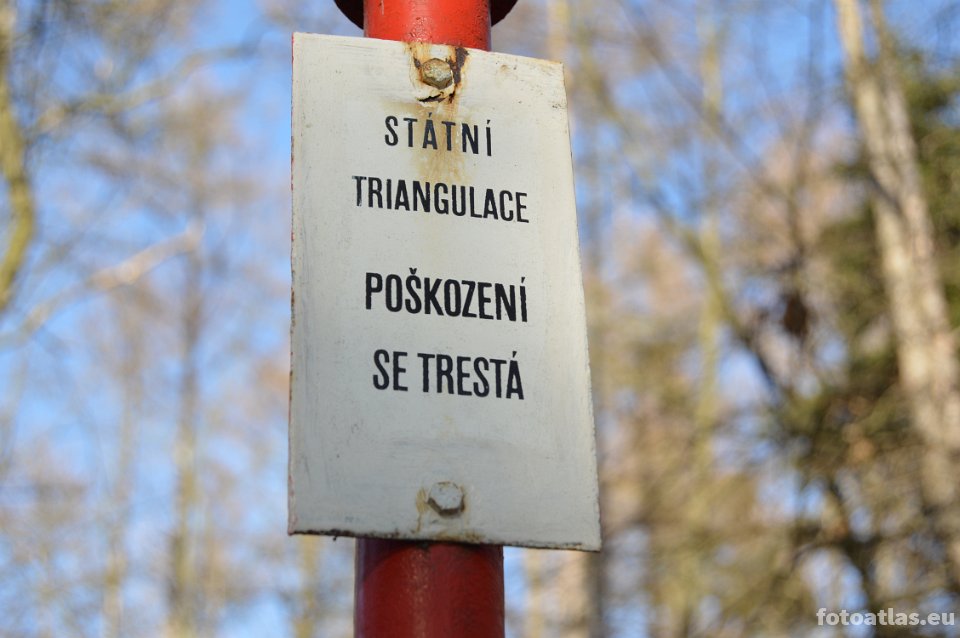 STÁTNÍ
TRIANGULACE
POŠKOZENÍ
SE TRESTÁ
fotoatlas.eu